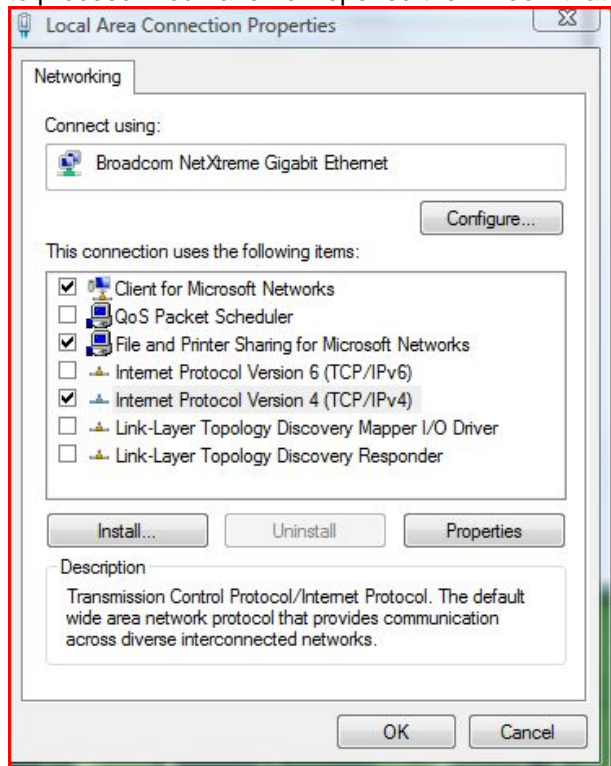 Local Area Connection Properties
Networking
Connect using:
Broadcom NetXtreme Gigabit Ethernet
Configure...
This connection uses the following items:
Client for Microsoft Networks
QoS Packet Scheduler
File and Printer Sharing for Microsoft Networks
Internet Protocol Version 6 (TCP/IPv6)
Internet Protocol Version 4 (TCP/IPv4)
Link-Layer Topology Discovery Mapper I/O Driver
Link-Layer Topology Discovery Responder
Install... Uninstall Properties
Description
Transmission Control Protocol/Internet Protocol. The default
wide area network protocol that provides communication
across diverse interconnected networks.
OK Cancel